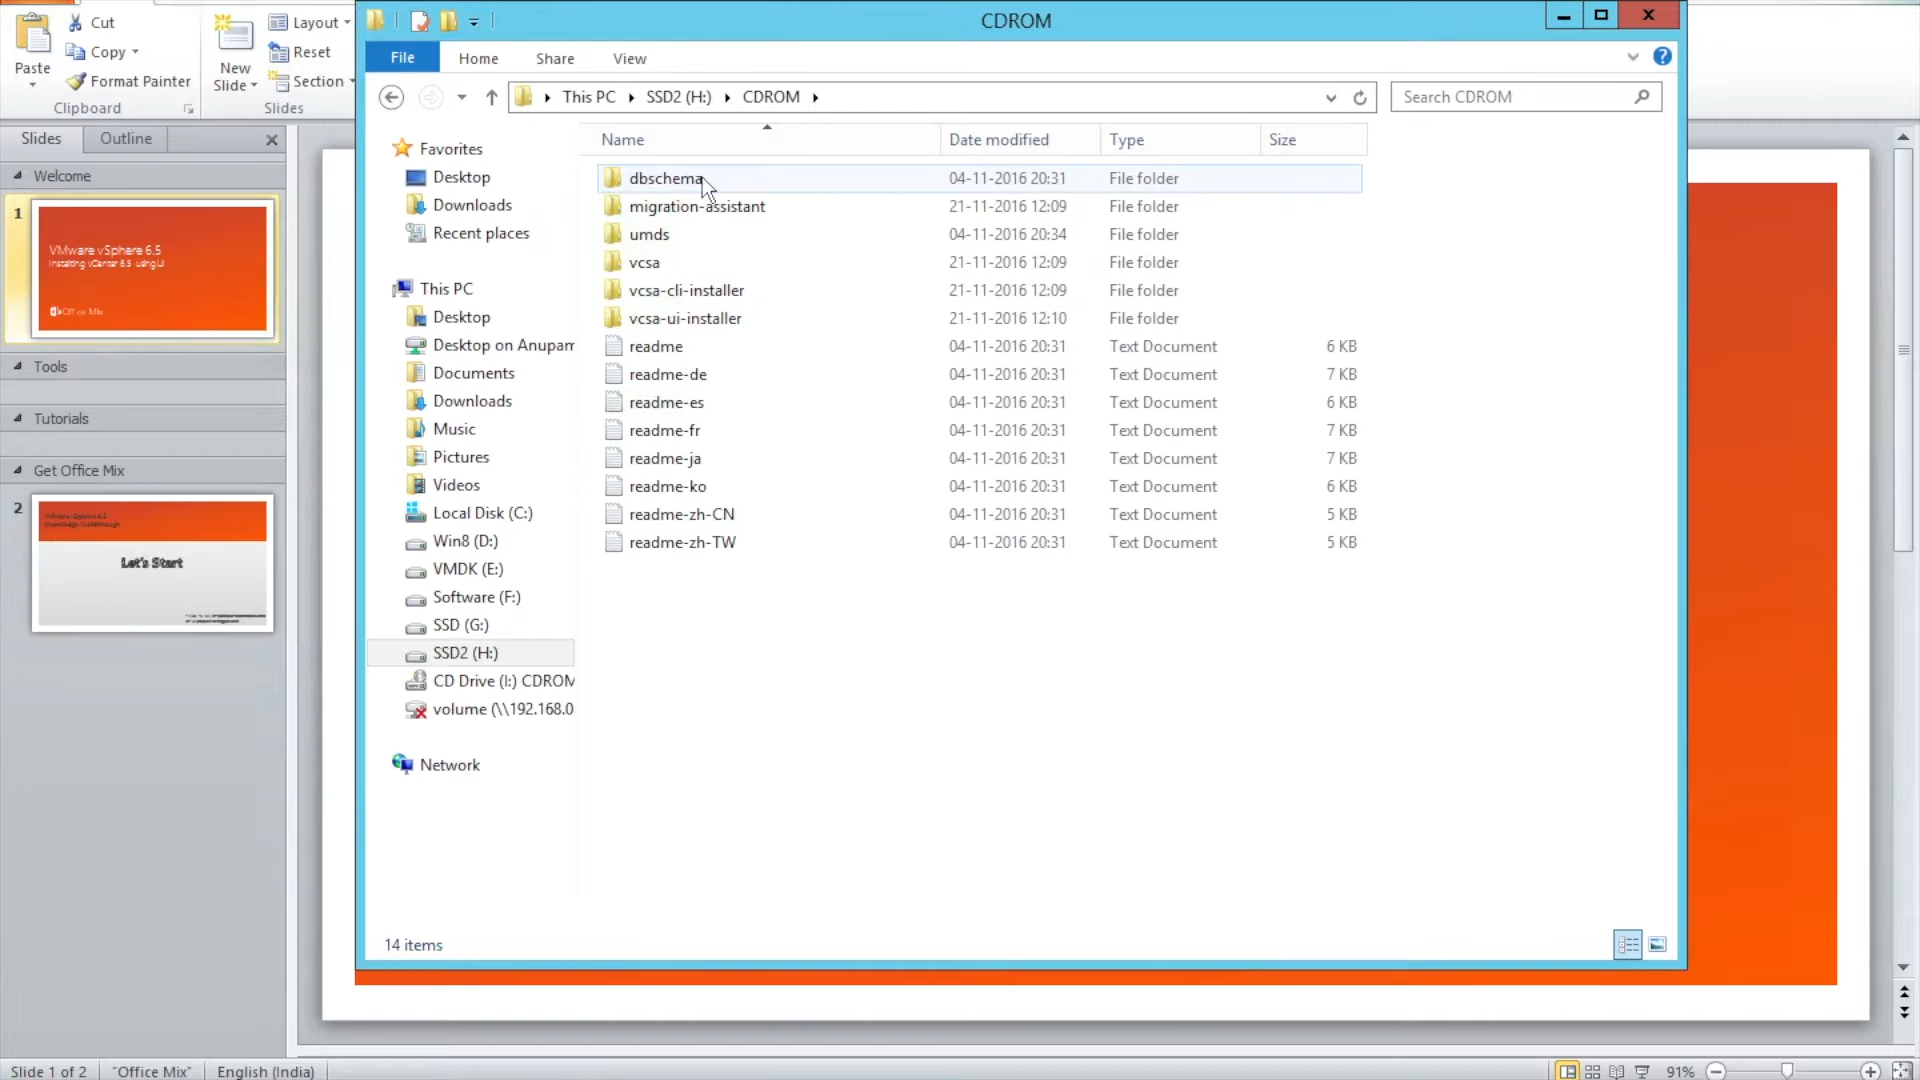 Cut
Copy
Paste
Format Painter
Clipboard
New
Slide
Layout
Reset
Section
Slides
Slides
Outline
Welcome
1
VMware vSphere 6.5
Installing vCenter 6.5 using UI
Office Mix
Tools
Tutorials
Get Office Mix
2
Let's Start
CDROM
File
Home
Share
View
This PC
SSD2 (H:)
CDROM
Search CDROM
Favorites
Desktop
Downloads
Recent places
This PC
Desktop
Desktop on Anupam
Documents
Downloads
Music
Pictures
Videos
Local Disk (C:)
Win8 (D:)
VMDK (E:)
Software (F:)
SSD (G:)
SSD2 (H:)
CD Drive (I:) CDROM
volume (\\192.168.0
Network
Name Date modified Type Size
dbschema 04-11-2016 20:31 File folder
migration-assistant 21-11-2016 12:09 File folder
umds 04-11-2016 20:34 File folder
vcsa 21-11-2016 12:09 File folder
vcsa-cli-installer 21-11-2016 12:09 File folder
vcsa-ui-installer 21-11-2016 12:10 File folder
readme 04-11-2016 20:31 Text Document 6 KB
readme-de 04-11-2016 20:31 Text Document 7 KB
readme-es 04-11-2016 20:31 Text Document 6 KB
readme-fr 04-11-2016 20:31 Text Document 7 KB
readme-ja 04-11-2016 20:31 Text Document 7 KB
readme-ko 04-11-2016 20:31 Text Document 6 KB
readme-zh-CN 04-11-2016 20:31 Text Document 5 KB
readme-zh-TW 04-11-2016 20:31 Text Document 5 KB
14 items
Slide 1 of 2
"Office Mix"
English (India)
91%